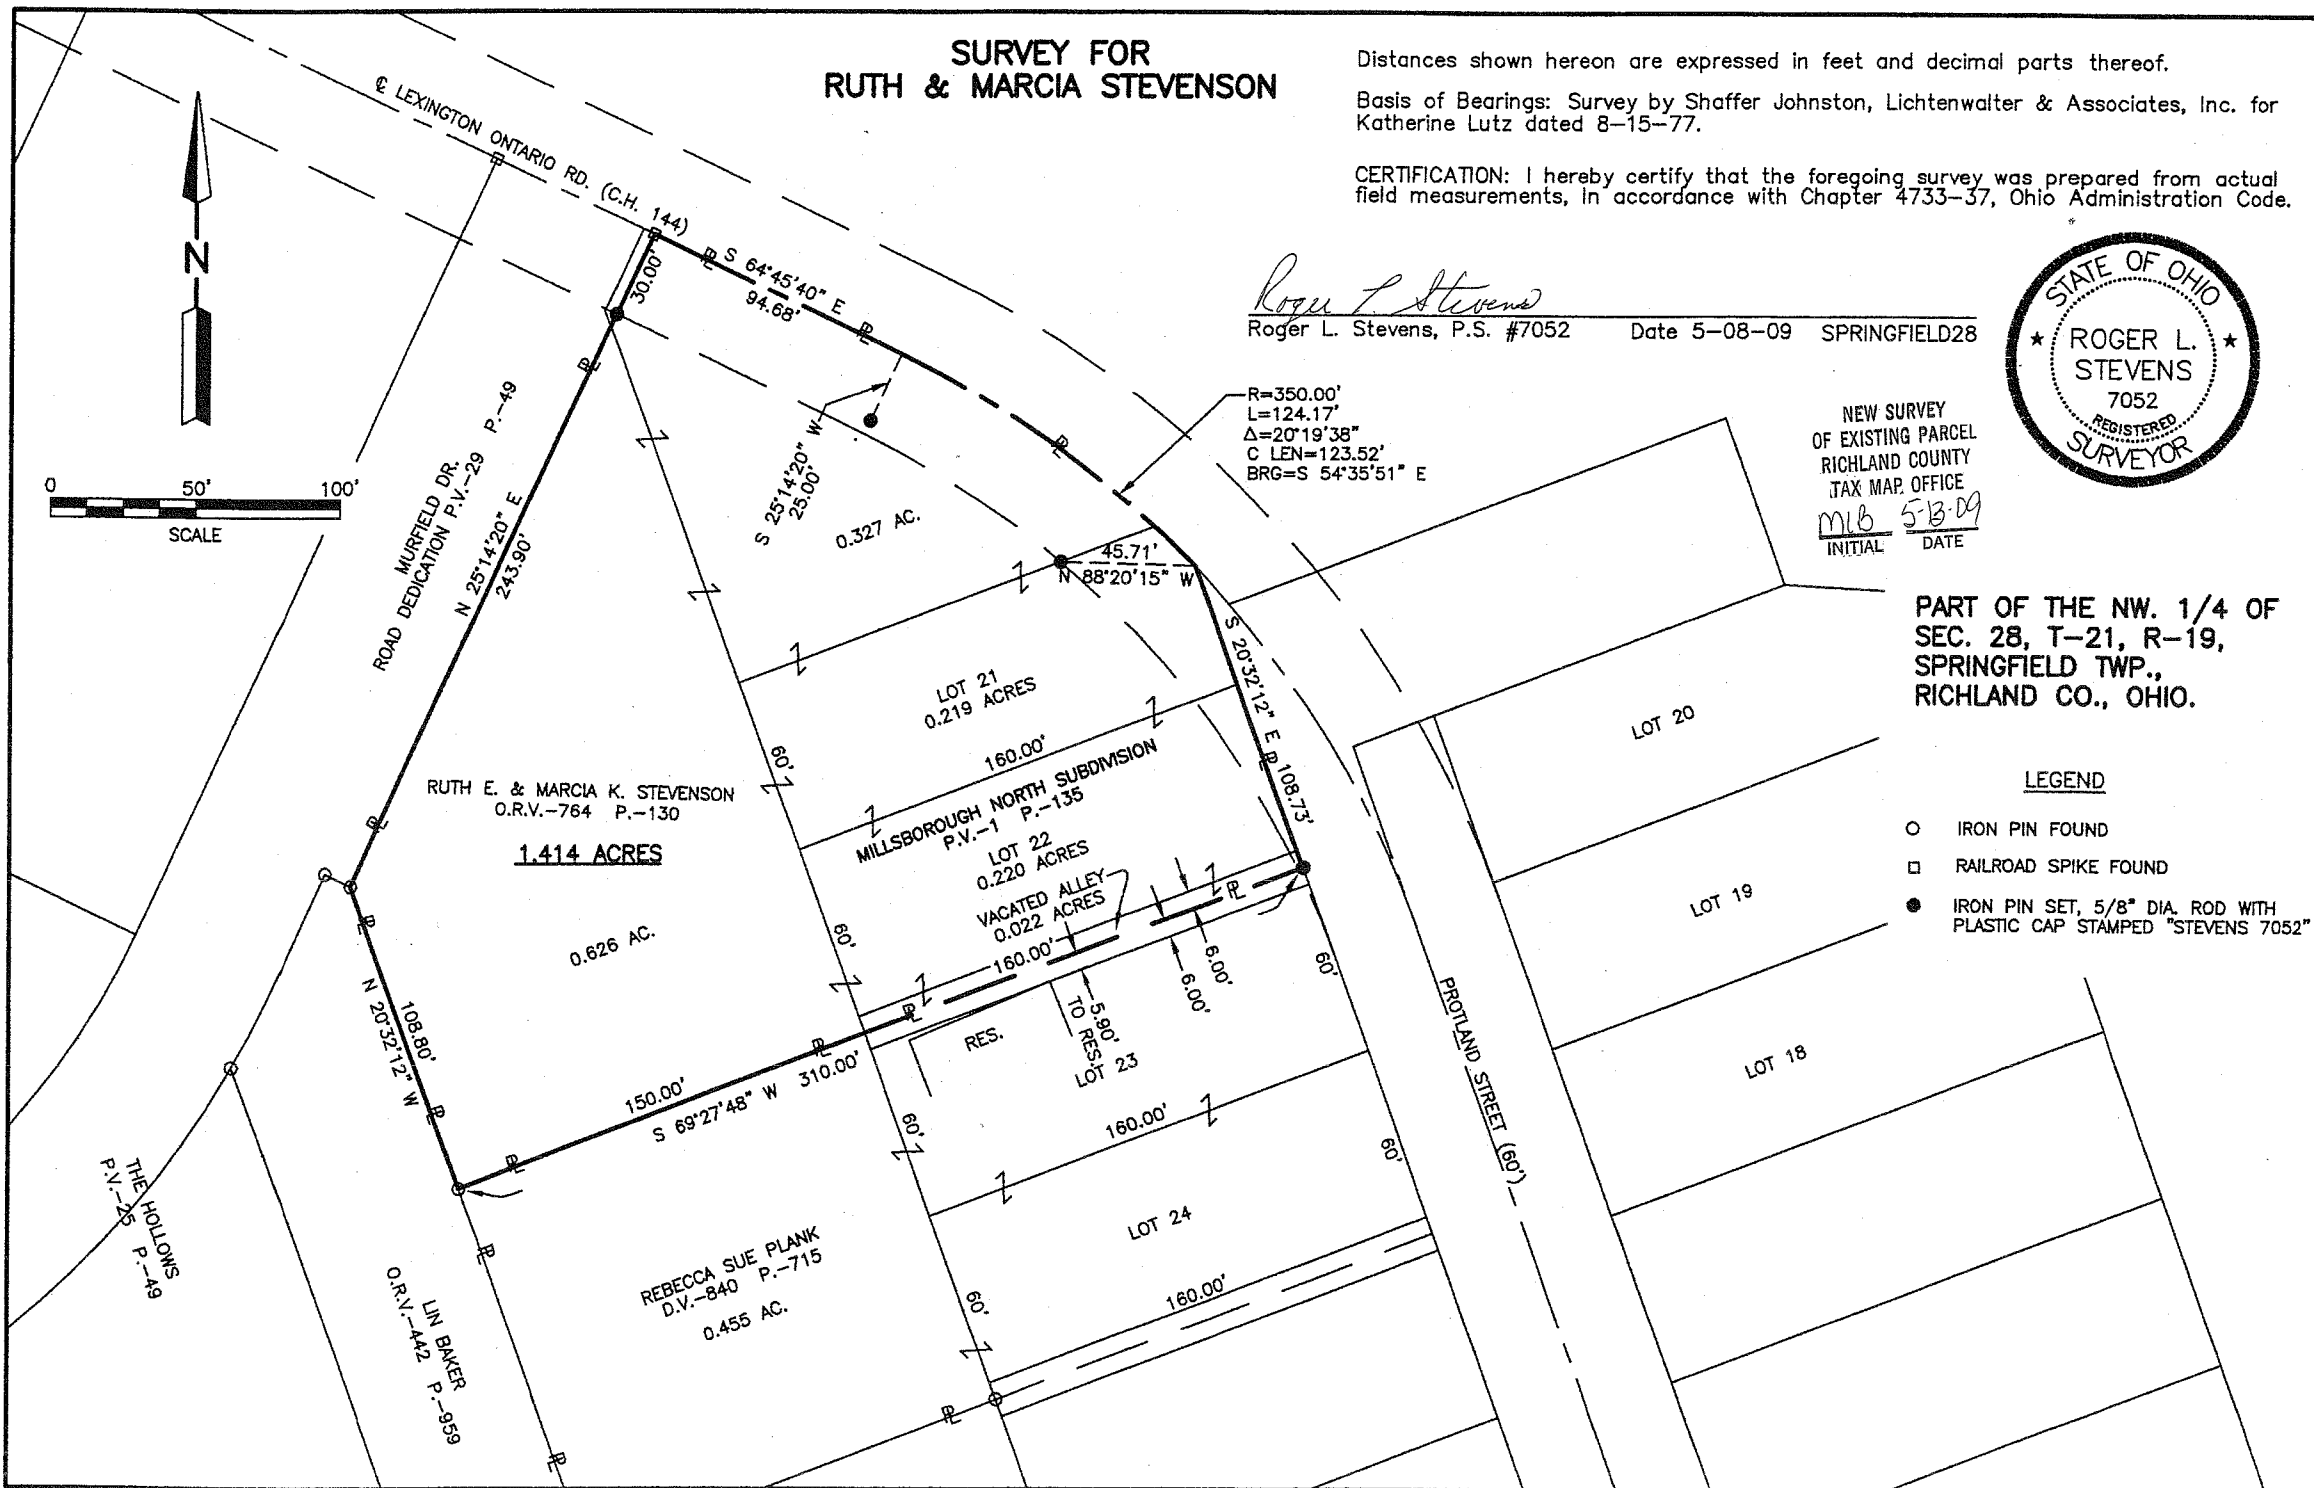 SURVEY FOR
RUTH & MARCIA STEVENSON
Distances shown hereon are expressed in feet and decimal parts thereof.
Basis of Bearings: Survey by Shaffer Johnston, Lichtenwalter & Associates, Inc. for
Katherine Lutz dated 8-15-77.
CERTIFICATION: I hereby certify that the foregoing survey was prepared from actual
field measurements, in accordance with Chapter 4733-37, Ohio Administration Code.
Roger L. Stevens
Roger L. Stevens, P.S. #7052 Date 5-08-09 SPRINGFIELD28
STATE OF OHIO
ROGER L.
STEVENS
7052
REGISTERED
SURVEYOR
NEW SURVEY
OF EXISTING PARCEL
RICHLAND COUNTY
TAX MAP OFFICE
MLB 5-13-09
INITIAL DATE
PART OF THE NW. 1/4 OF
SEC. 28, T-21, R-19,
SPRINGFIELD TWP.,
RICHLAND CO., OHIO.
LEGEND
IRON PIN FOUND
RAILROAD SPIKE FOUND
IRON PIN SET, 5/8" DIA. ROD WITH
PLASTIC CAP STAMPED "STEVENS 7052"
N
0 50' 100'
SCALE
℄ LEXINGTON ONTARIO RD. (C.H. 144)
30.00'
S 64°45'40" E
94.68'
R=350.00'
L=124.17'
Δ=20°19'38"
C LEN=123.52'
BRG=S 54°35'51" E
S 25°14'20" W
25.00'
0.327 AC.
45.71'
N 88°20'15" W
MURFIELD DR.
ROAD DEDICATION P.V.-29 P.-49
N 25°14'20" E
243.90'
S 20°32'12" E
108.73'
LOT 21
0.219 ACRES
60'
160.00'
MILLSBOROUGH NORTH SUBDIVISION
P.V.-1 P.-135
LOT 22
0.220 ACRES
VACATED ALLEY
0.022 ACRES
160.00'
60'
6.00'
6.00'
5.90'
TO RES.
RES.
LOT 23
60'
60'
160.00'
LOT 24
60'
60'
160.00'
RUTH E. & MARCIA K. STEVENSON
O.R.V.-764 P.-130
1.414 ACRES
0.626 AC.
108.80'
N 20°32'12" W
150.00'
S 69°27'48" W 310.00'
REBECCA SUE PLANK
D.V.-840 P.-715
0.455 AC.
THE HOLLOWS
P.V.-25 P.-49
LIN BAKER
O.R.V.-442 P.-959
PROTLAND STREET (60')
LOT 20
LOT 19
LOT 18